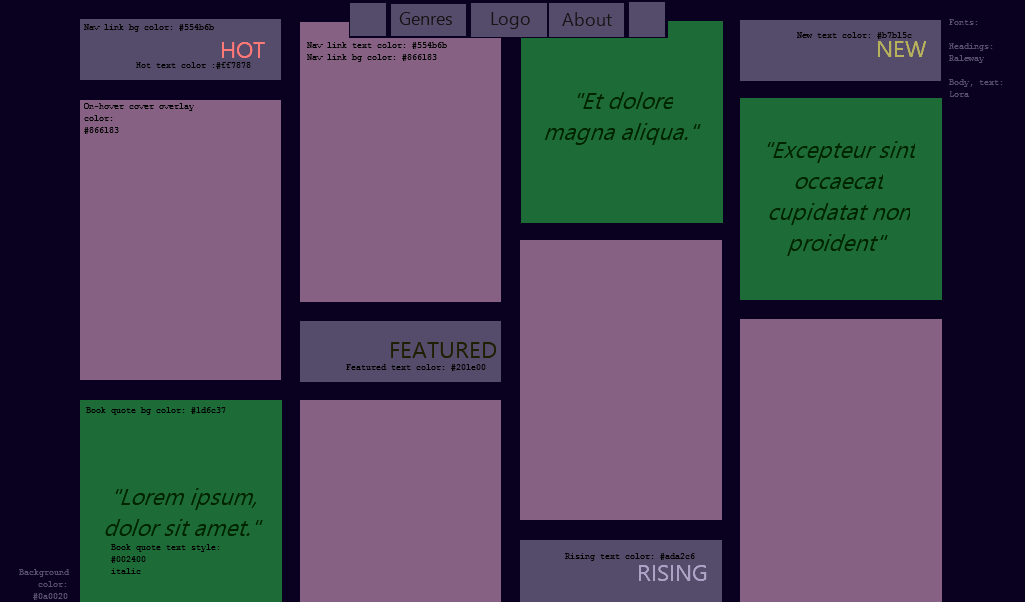 Genres
Logo
About
Nav link bg color: #554b6b
HOT
Hot text color :#ff7878
On-hover cover overlay
color:
#866183
Book quote bg color: #1d6c37
"Lorem ipsum,
dolor sit amet."
Book quote text style:
#002400
italic
Background
color:
#0a0020
Nav link text color: #554b6b
Nav link bg color: #866183
FEATURED
Featured text color: #201e00
"Et dolore
magna aliqua."
Rising text color: #ada2c6
RISING
New text color: #b7b15c
NEW
"Excepteur sint
occaecat
cupidatat non
proident"
Fonts:
Headings:
Raleway
Body, text:
Lora